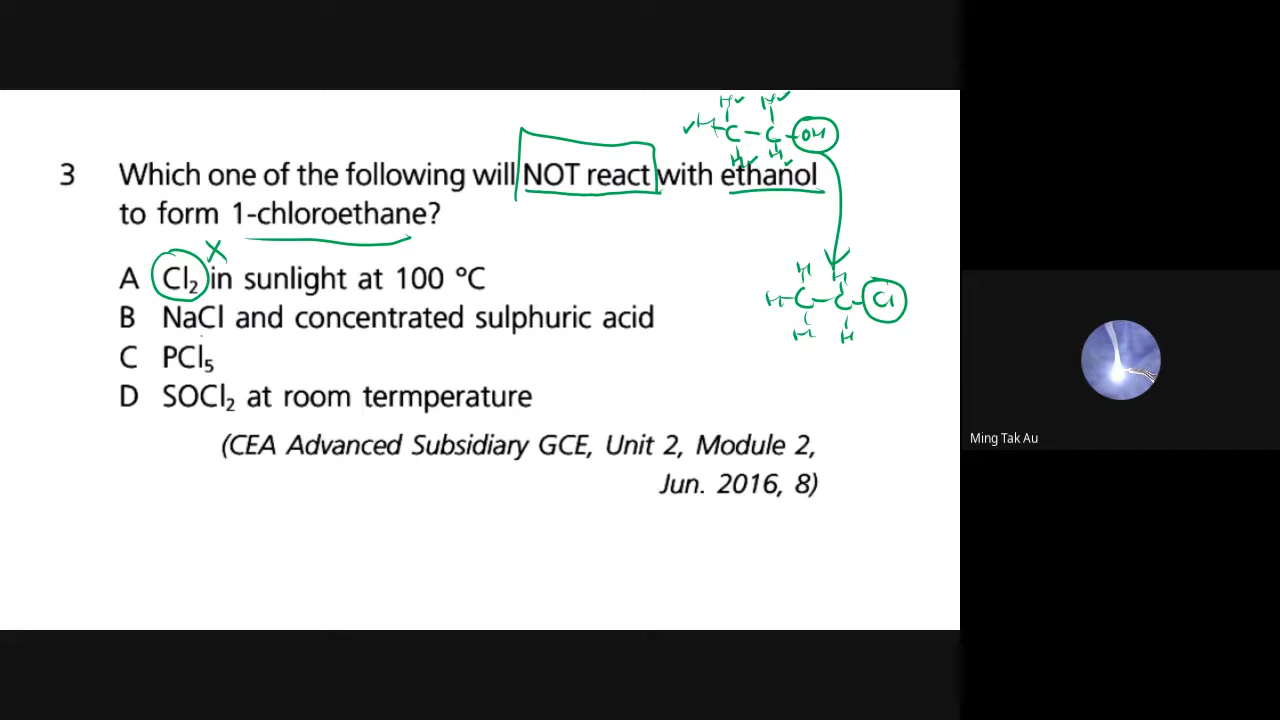 H H
H C C OH
H H
3 Which one of the following will NOT react with ethanol
to form 1-chloroethane?
X
A Cl₂ in sunlight at 100 °C
B NaCl and concentrated sulphuric acid
C PCl₅
D SOCl₂ at room termperature
H H
H C C Cl
H H
(CEA Advanced Subsidiary GCE, Unit 2, Module 2,
Jun. 2016, 8)
Ming Tak Au